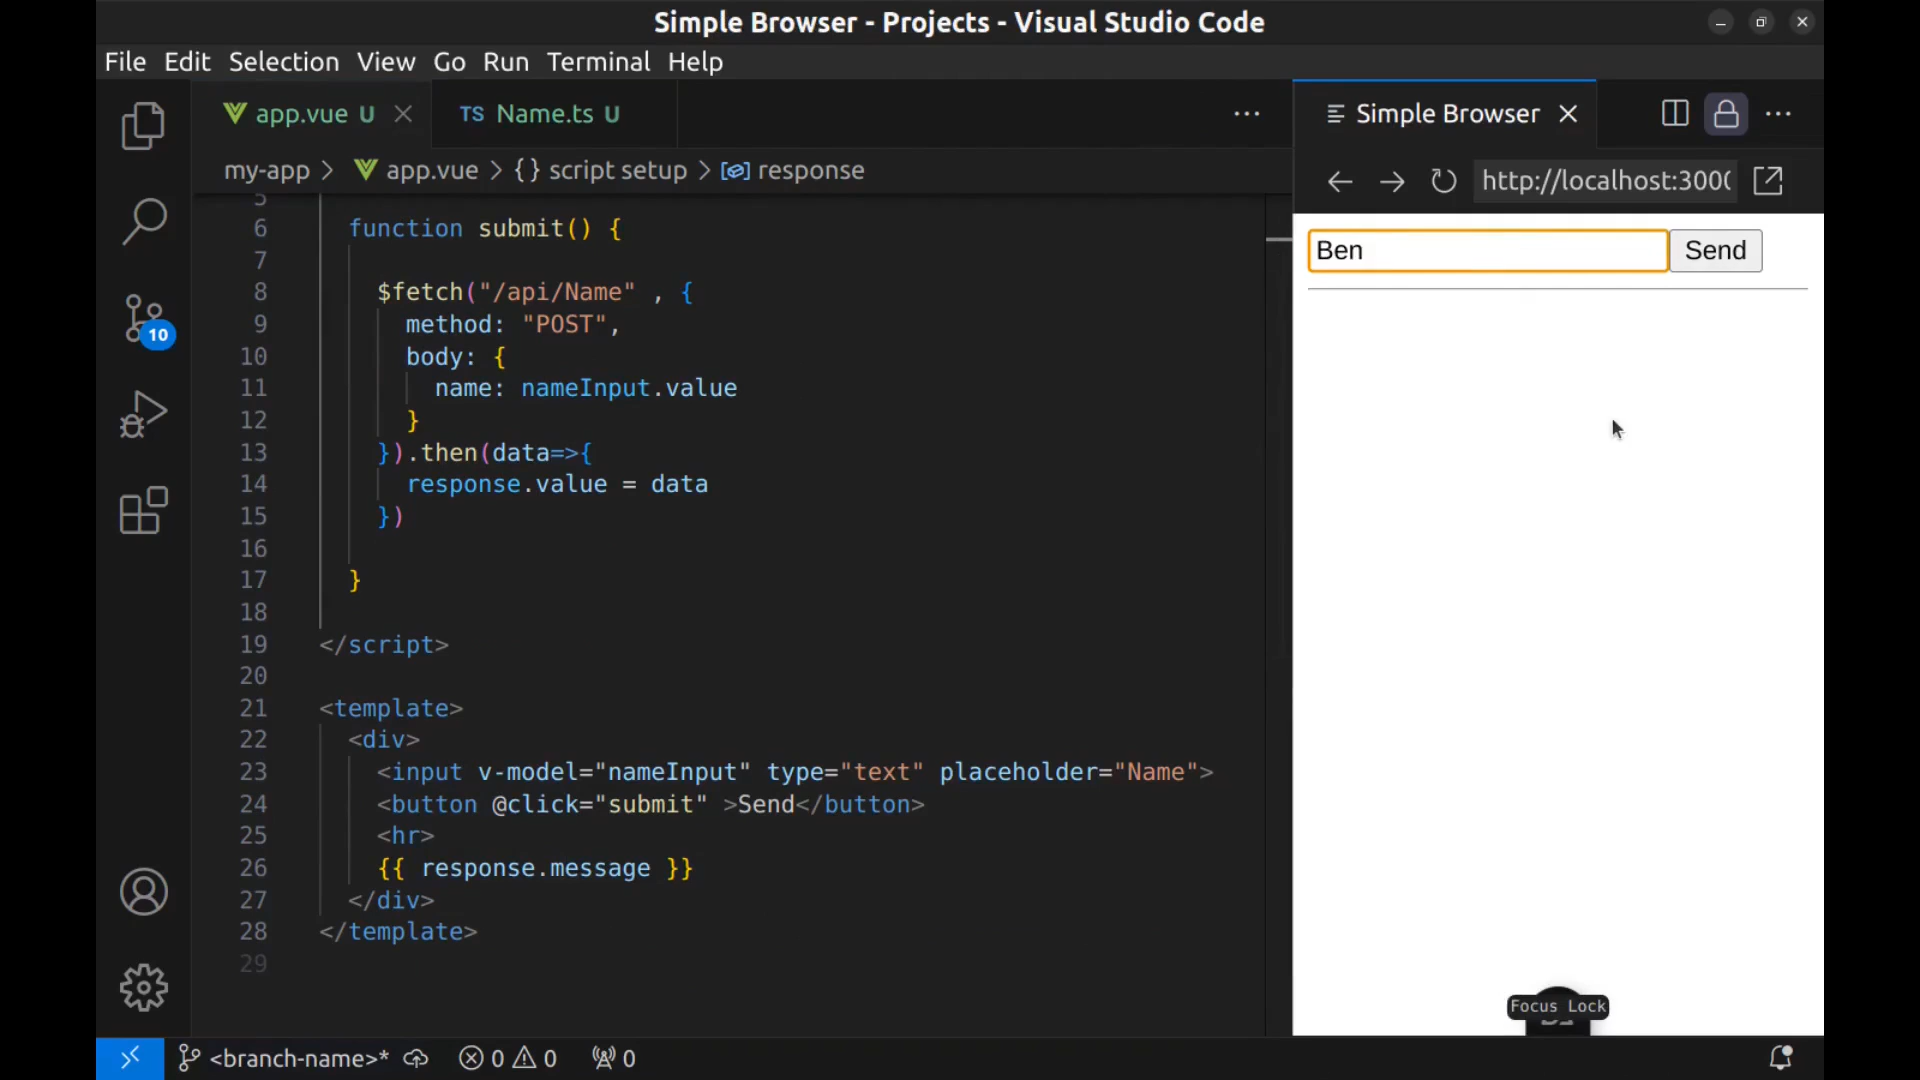 Simple Browser - Projects - Visual Studio Code
File Edit Selection View Go Run Terminal Help
app.vue U
TS Name.ts U
Simple Browser
my-app > app.vue > {} script setup > response
http://localhost:300
5
6 function submit() {
7
8 $fetch("/api/Name" , {
9 method: "POST",
10 body: {
11 name: nameInput.value
12 }
13 }).then(data=>{
14 response.value = data
15 })
16
17 }
18
19 </script>
20
21 <template>
22 <div>
23 <input v-model="nameInput" type="text" placeholder="Name">
24 <button @click="submit" >Send</button>
25 <hr>
26 {{ response.message }}
27 </div>
28 </template>
29
Ben Send
Focus Lock
10
<branch-name>* 0 0 0